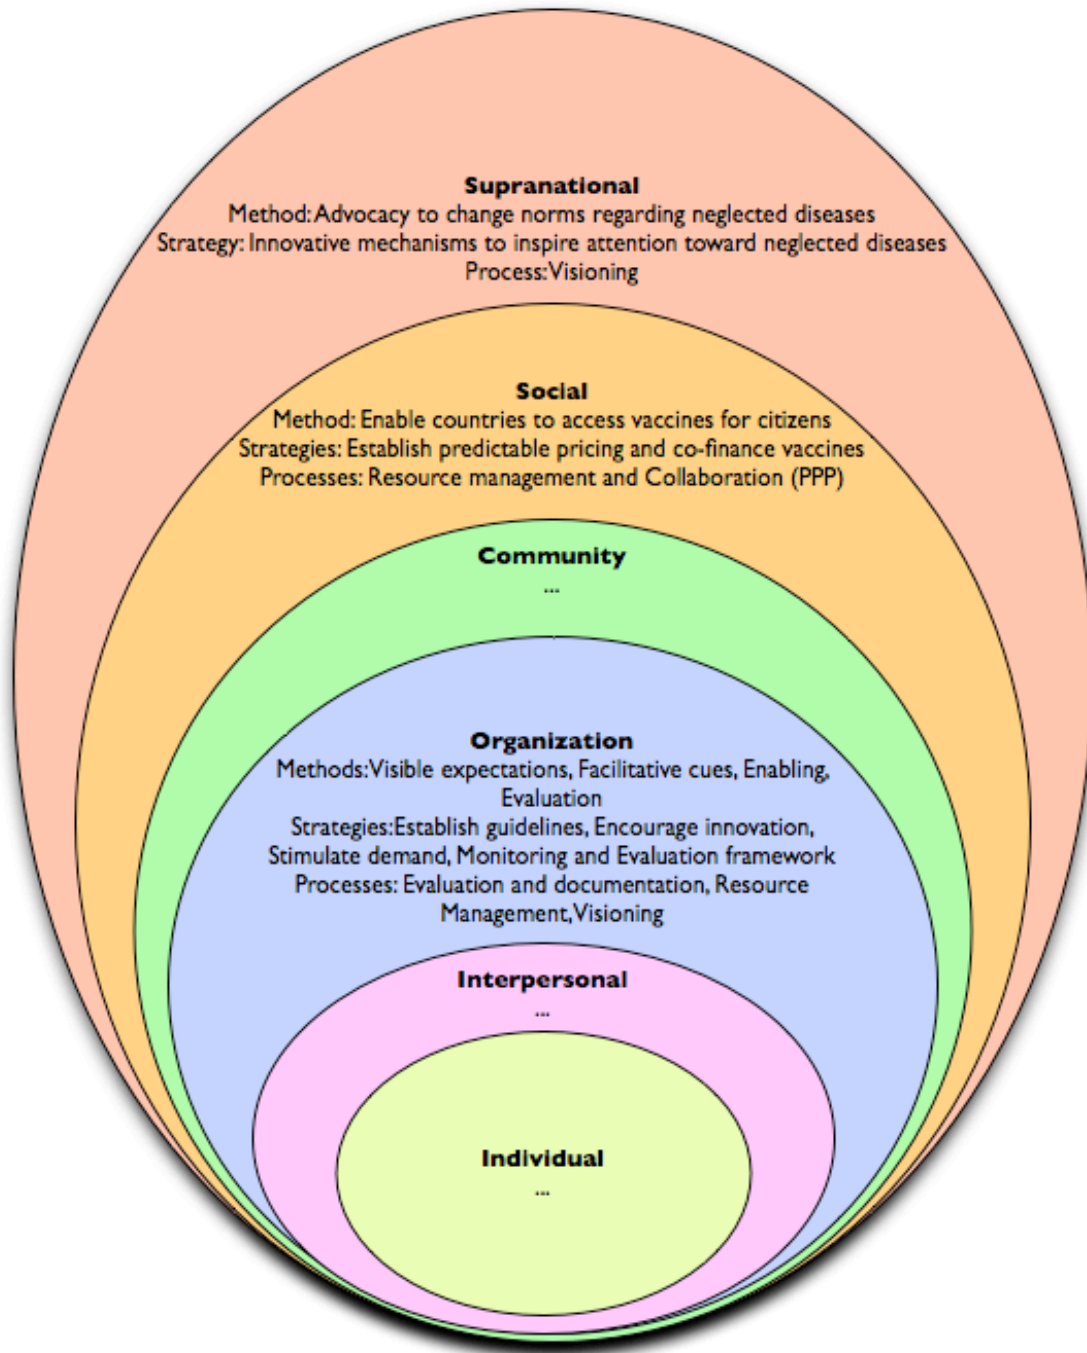 Supranational
Method: Advocacy to change norms regarding neglected diseases
Strategy: Innovative mechanisms to inspire attention toward neglected diseases
Process: Visioning
Social
Method: Enable countries to access vaccines for citizens
Strategies: Establish predictable pricing and co-finance vaccines
Processes: Resource management and Collaboration (PPP)
Community
...
Organization
Methods: Visible expectations, Facilitative cues, Enabling,
Evaluation
Strategies:Establish guidelines, Encourage innovation,
Stimulate demand, Monitoring and Evaluation framework
Processes: Evaluation and documentation, Resource
Management, Visioning
Interpersonal
...
Individual
...